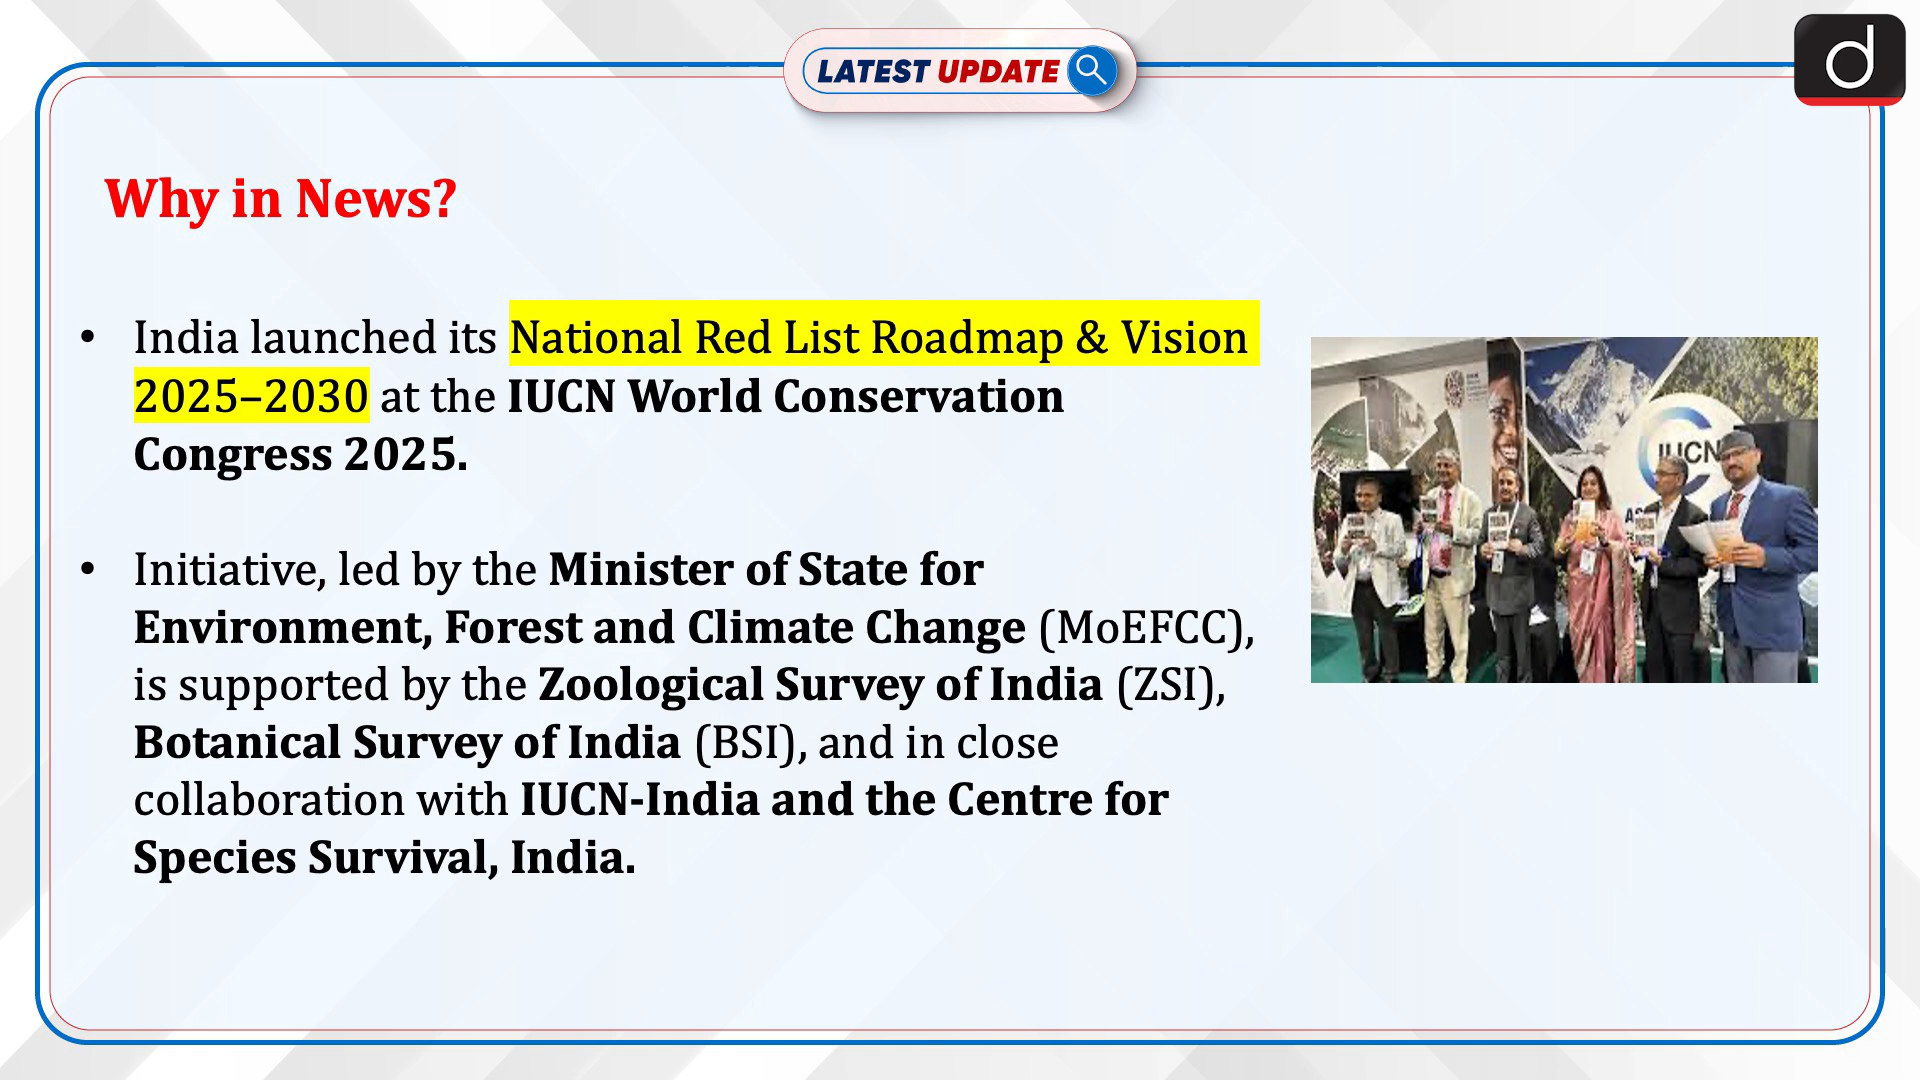 LATEST UPDATE
d
Why in News?
• India launched its National Red List Roadmap & Vision
2025–2030 at the IUCN World Conservation
Congress 2025.
• Initiative, led by the Minister of State for
Environment, Forest and Climate Change (MoEFCC),
is supported by the Zoological Survey of India (ZSI),
Botanical Survey of India (BSI), and in close
collaboration with IUCN-India and the Centre for
Species Survival, India.
IUCN